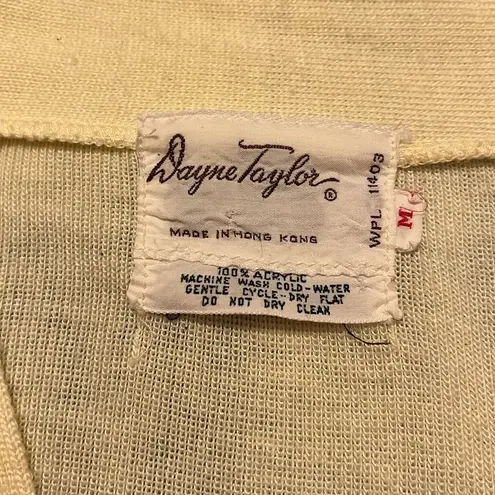 Dayne Taylor ®
MADE IN HONG KONG
WPL 11403
M
100% ACRYLIC
MACHINE WASH COLD-WATER
GENTLE CYCLE-DRY FLAT
DO NOT DRY CLEAN